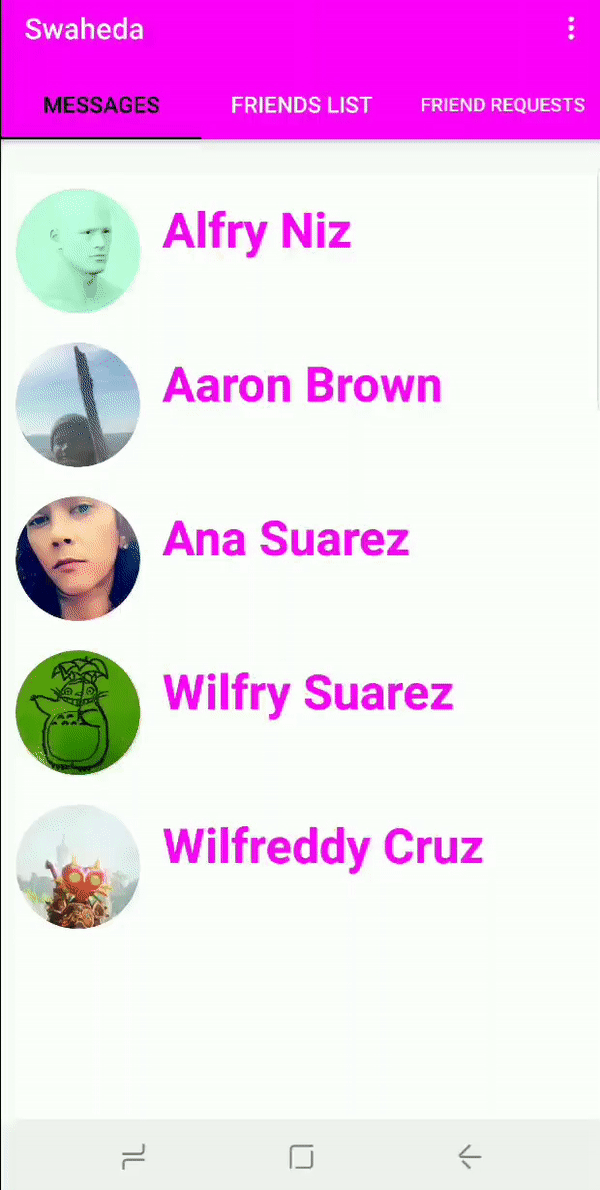 Swaheda
MESSAGES FRIENDS LIST FRIEND REQUESTS
Alfry Niz
Aaron Brown
Ana Suarez
Wilfry Suarez
Wilfreddy Cruz